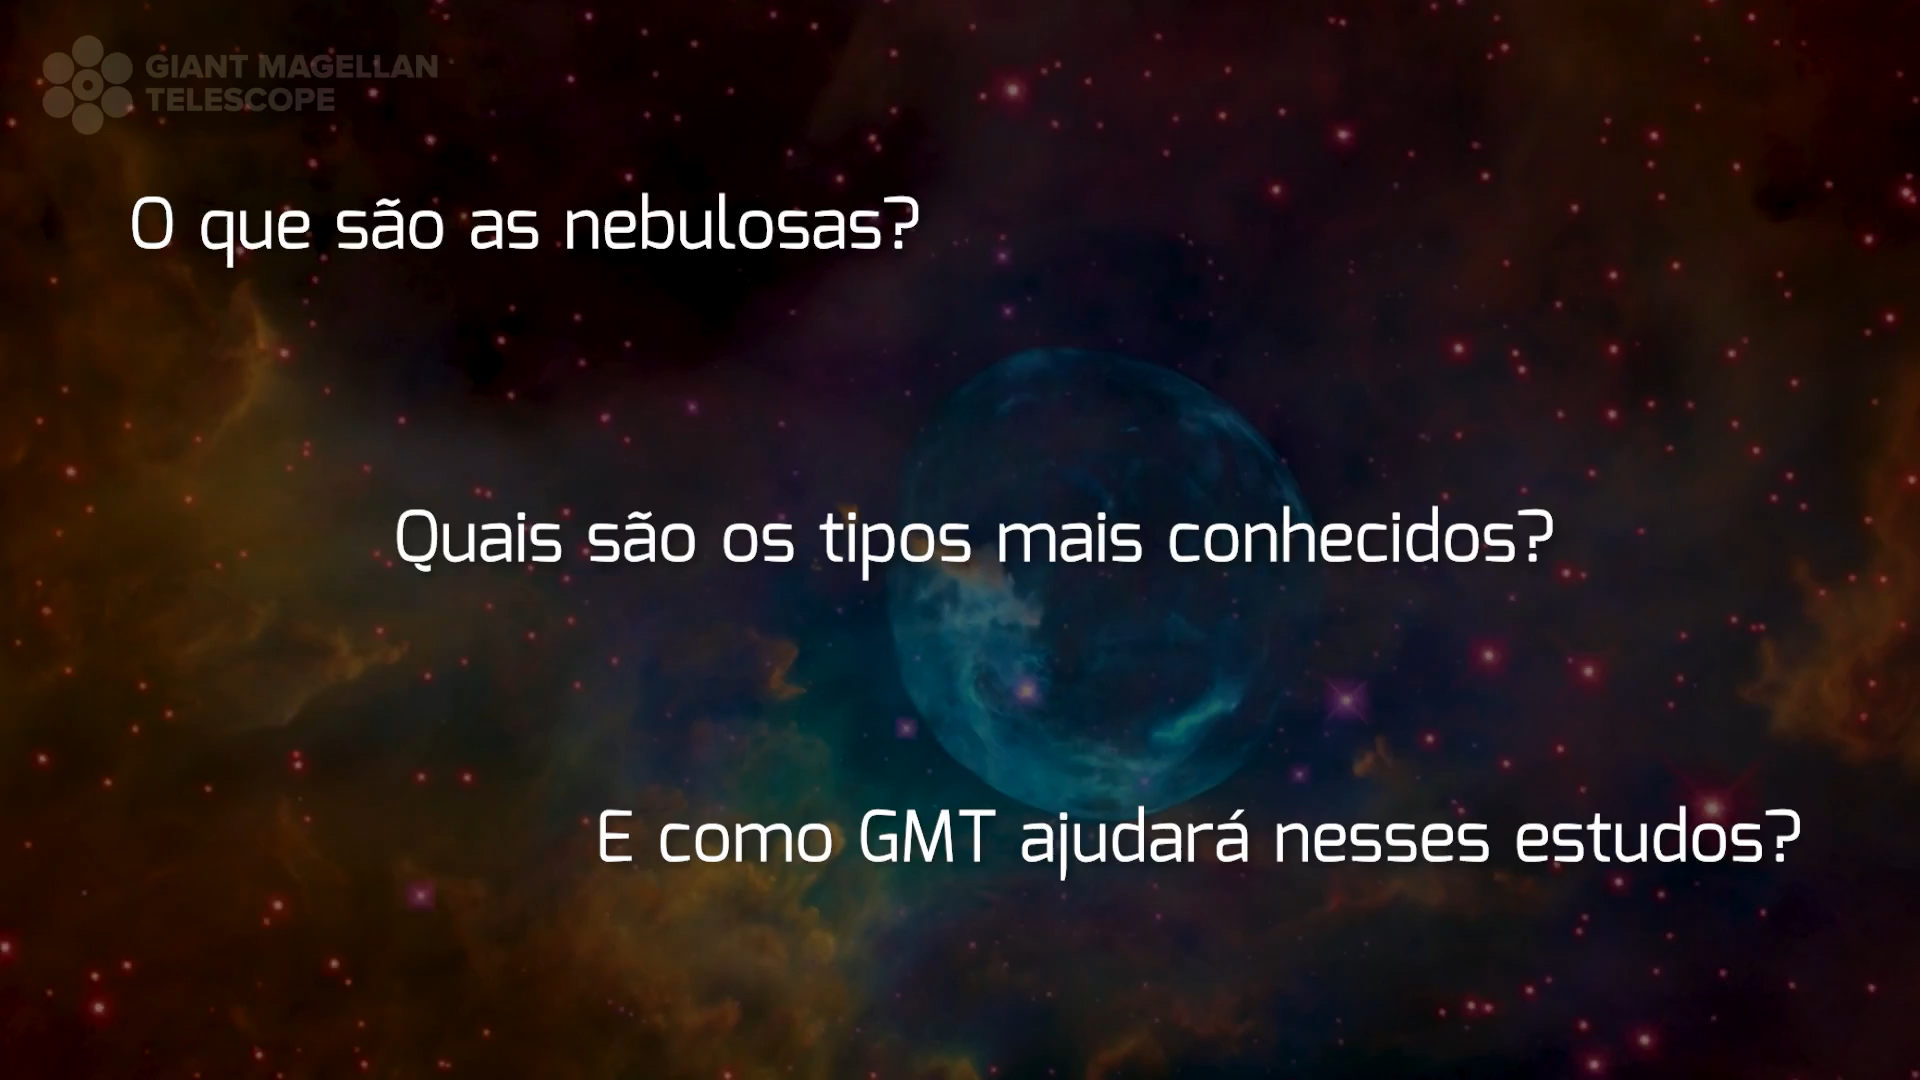 GIANT MAGELLAN
TELESCOPE
O que são as nebulosas?
Quais são os tipos mais conhecidos?
E como GMT ajudará nesses estudos?